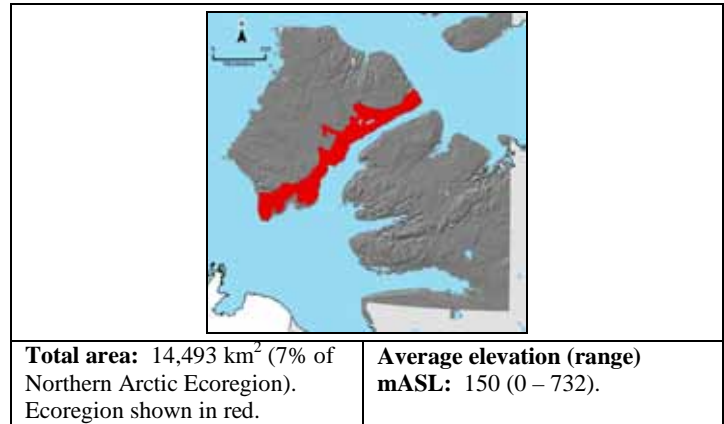 Total area: 14,493 km2 (7% of
Northern Arctic Ecoregion).
Ecoregion shown in red.
Average elevation (range)
mASL: 150 (0 – 732).